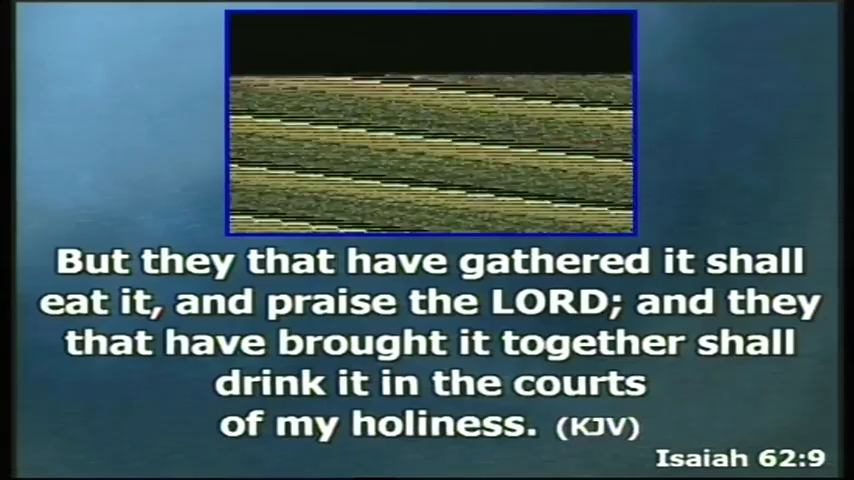 But they that have gathered it shall
eat it, and praise the LORD; and they
that have brought it together shall
drink it in the courts
of my holiness. (KJV)
Isaiah 62:9